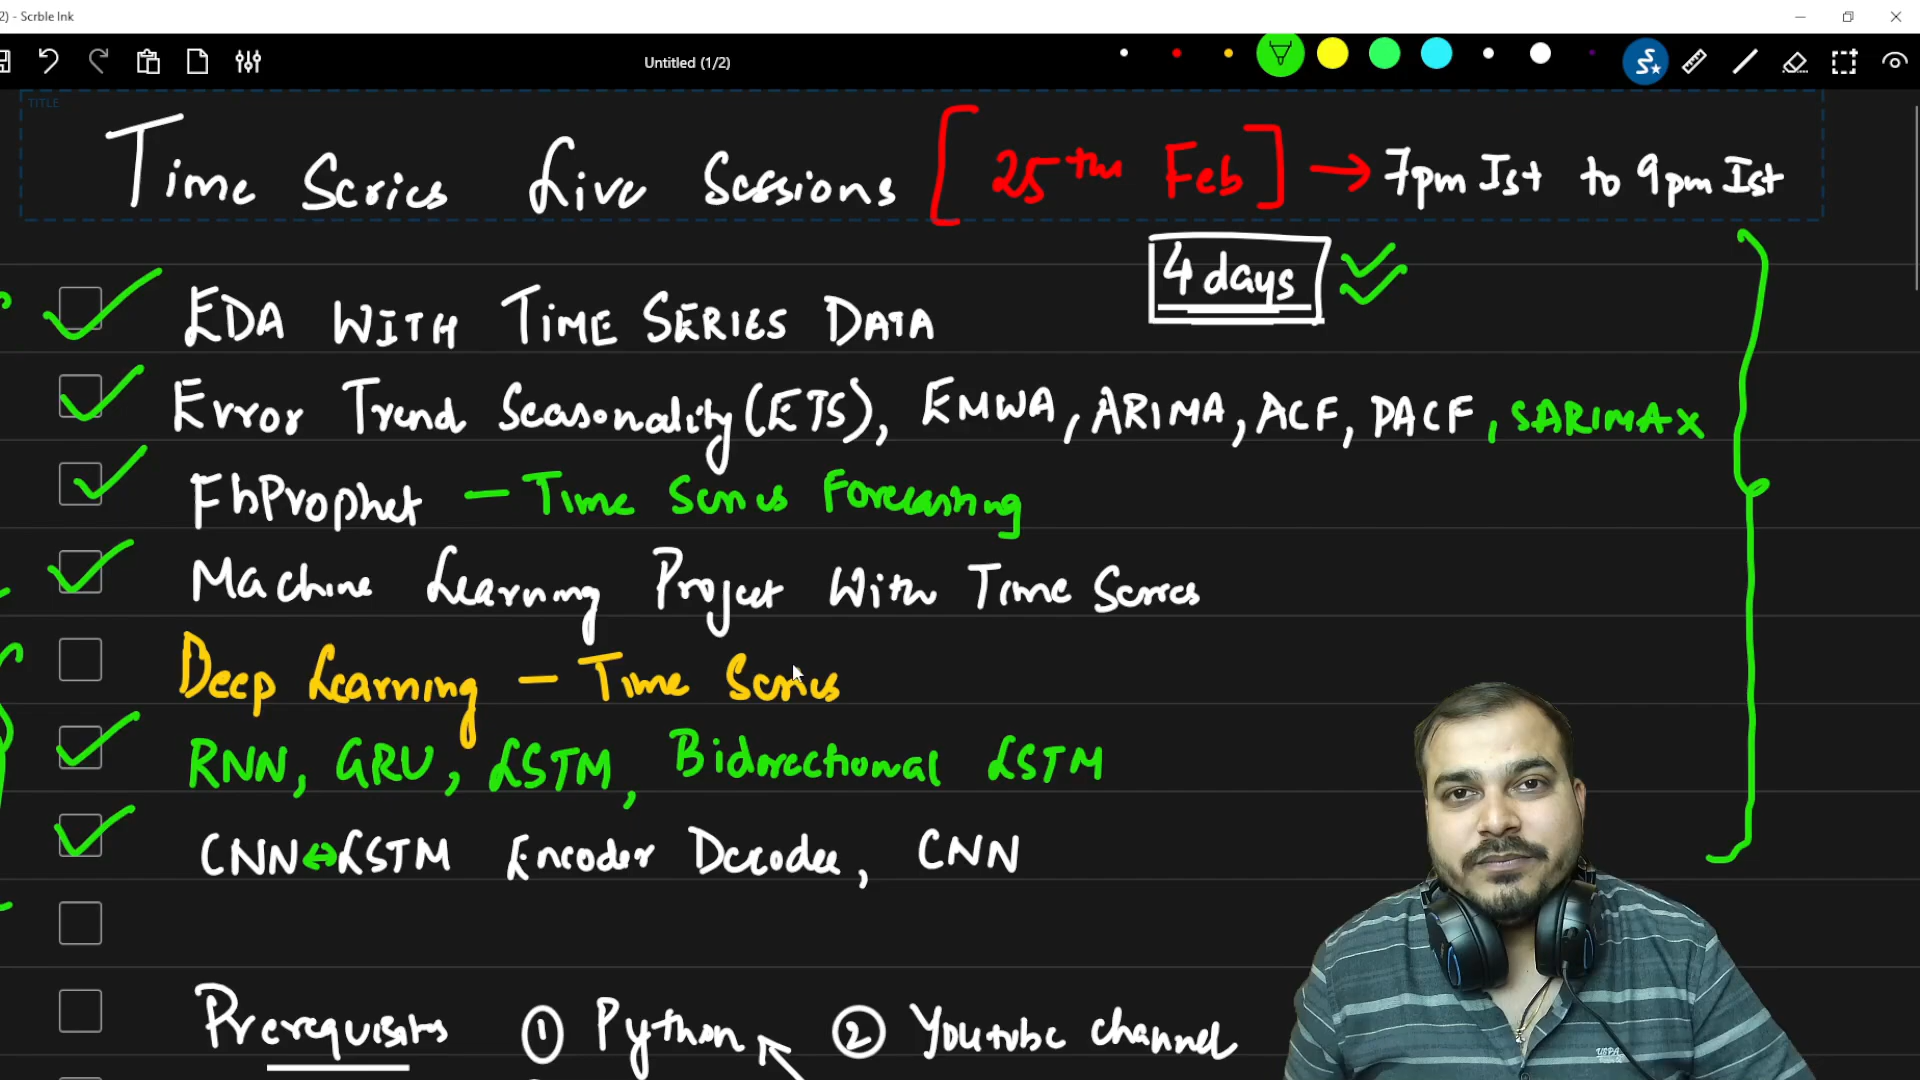 2) - Scrble Ink
Untitled (1/2)
TITLE
Time Series Live Sessions [25th Feb] → 7pm Ist to 9pm Ist
4 days
EDA WITH TIME SERIES DATA
Error Trend Seasonality (ETS), EMWA, ARIMA, ACF, PACF, SARIMAX
FbProphet - Time Series Forecasting
Machine Learning Project With Time Series
Deep Learning - Time Series
RNN, GRU, LSTM, Bidirectional LSTM
CNN↔LSTM Encoder Decoder, CNN
Prerequisites ① Python ② Youtube channel